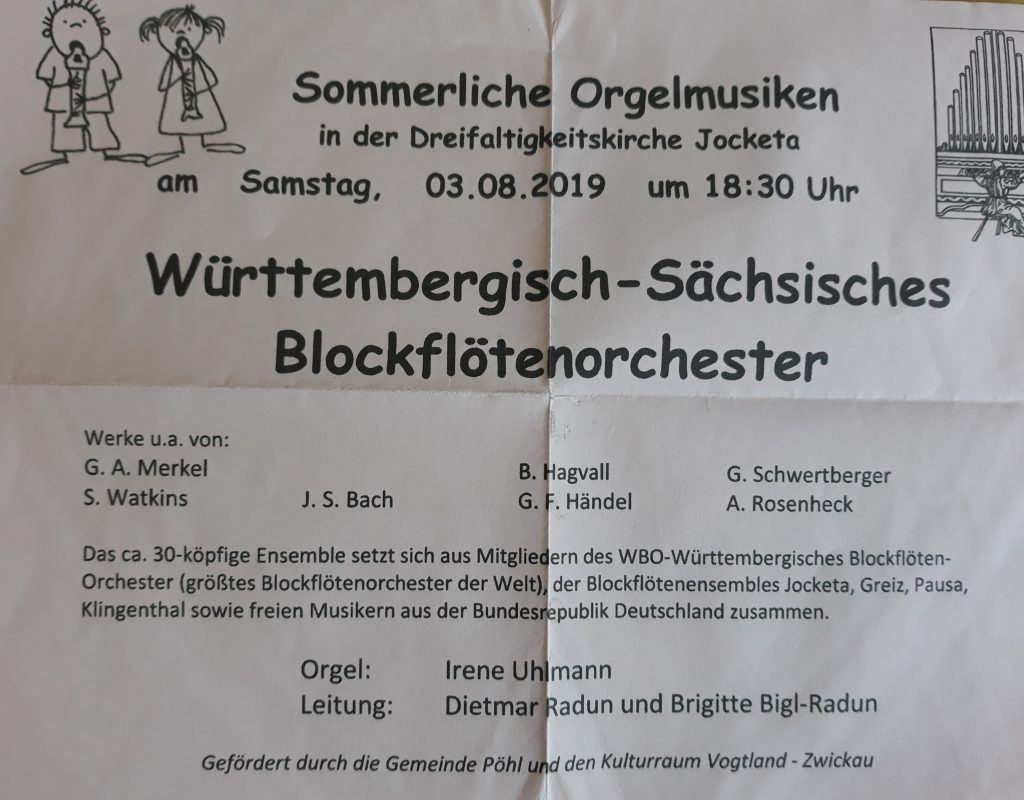 Sommerliche Orgelmusiken
in der Dreifaltigkeitskirche Jocketa
am Samstag, 03.08.2019 um 18:30 Uhr
Württembergisch-Sächsisches
Blockflötenorchester
Werke u.a. von:
G. A. Merkel B. Hagvall G. Schwertberger
S. Watkins J. S. Bach G. F. Händel A. Rosenheck
Das ca. 30-köpfige Ensemble setzt sich aus Mitgliedern des WBO-Württembergisches Blockflöten-
Orchester (größtes Blockflötenorchester der Welt), der Blockflötenensembles Jocketa, Greiz, Pausa,
Klingenthal sowie freien Musikern aus der Bundesrepublik Deutschland zusammen.
Orgel: Irene Uhlmann
Leitung: Dietmar Radun und Brigitte Bigl-Radun
Gefördert durch die Gemeinde Pöhl und den Kulturraum Vogtland - Zwickau